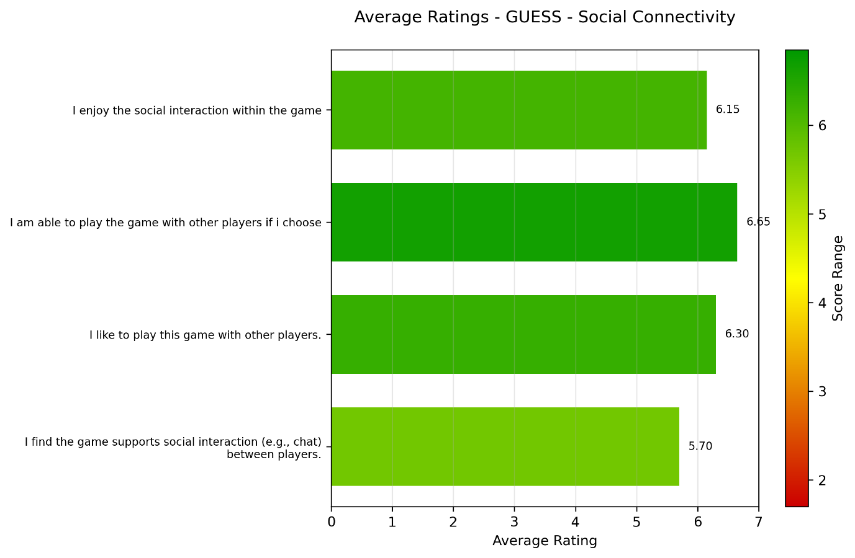 Average Ratings - GUESS - Social Connectivity
I enjoy the social interaction within the game
6.15
I am able to play the game with other players if i choose
6.65
I like to play this game with other players.
6.30
I find the game supports social interaction (e.g., chat)
between players.
5.70
0 1 2 3 4 5 6 7
Average Rating
6
5
4
3
2
Score Range